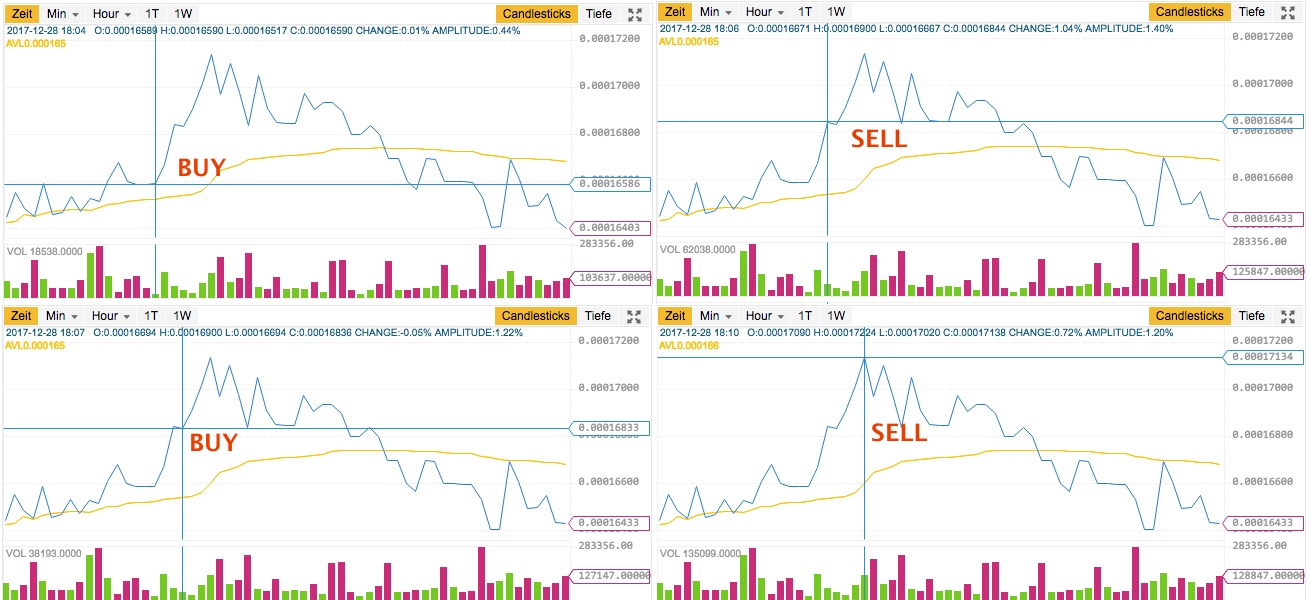 Zeit Min Hour 1T 1W Candlesticks Tiefe
2017-12-28 18:04 O:0.00016589 H:0.00016590 L:0.00016517 C:0.00016590 CHANGE:0.01% AMPLITUDE:0.44%
AVL0.000165
0.00017200
0.00017000
0.00016800
BUY
0.00016586
0.00016403
VOL 18538.0000
283356.00
103637.00000
Zeit Min Hour 1T 1W Candlesticks Tiefe
2017-12-28 18:06 O:0.00016671 H:0.00016900 L:0.00016667 C:0.00016844 CHANGE:1.04% AMPLITUDE:1.40%
AVL0.000165
0.00017200
0.00017000
0.00016844
0.00016800
SELL
0.00016600
0.00016433
VOL 62038.0000
283356.00
125847.00000
Zeit Min Hour 1T 1W Candlesticks Tiefe
2017-12-28 18:07 O:0.00016694 H:0.00016900 L:0.00016694 C:0.00016836 CHANGE:-0.05% AMPLITUDE:1.22%
AVL0.000165
0.00017200
0.00017000
0.00016833
BUY
0.00016600
0.00016433
VOL 38193.0000
283356.00
127147.00000
Zeit Min Hour 1T 1W Candlesticks Tiefe
2017-12-28 18:10 O:0.00017090 H:0.00017224 L:0.00017020 C:0.00017138 CHANGE:0.72% AMPLITUDE:1.20%
AVL0.000166
0.00017200
0.00017134
0.00017000
SELL
0.00016800
0.00016600
0.00016433
VOL 135099.0000
283356.00
128847.00000